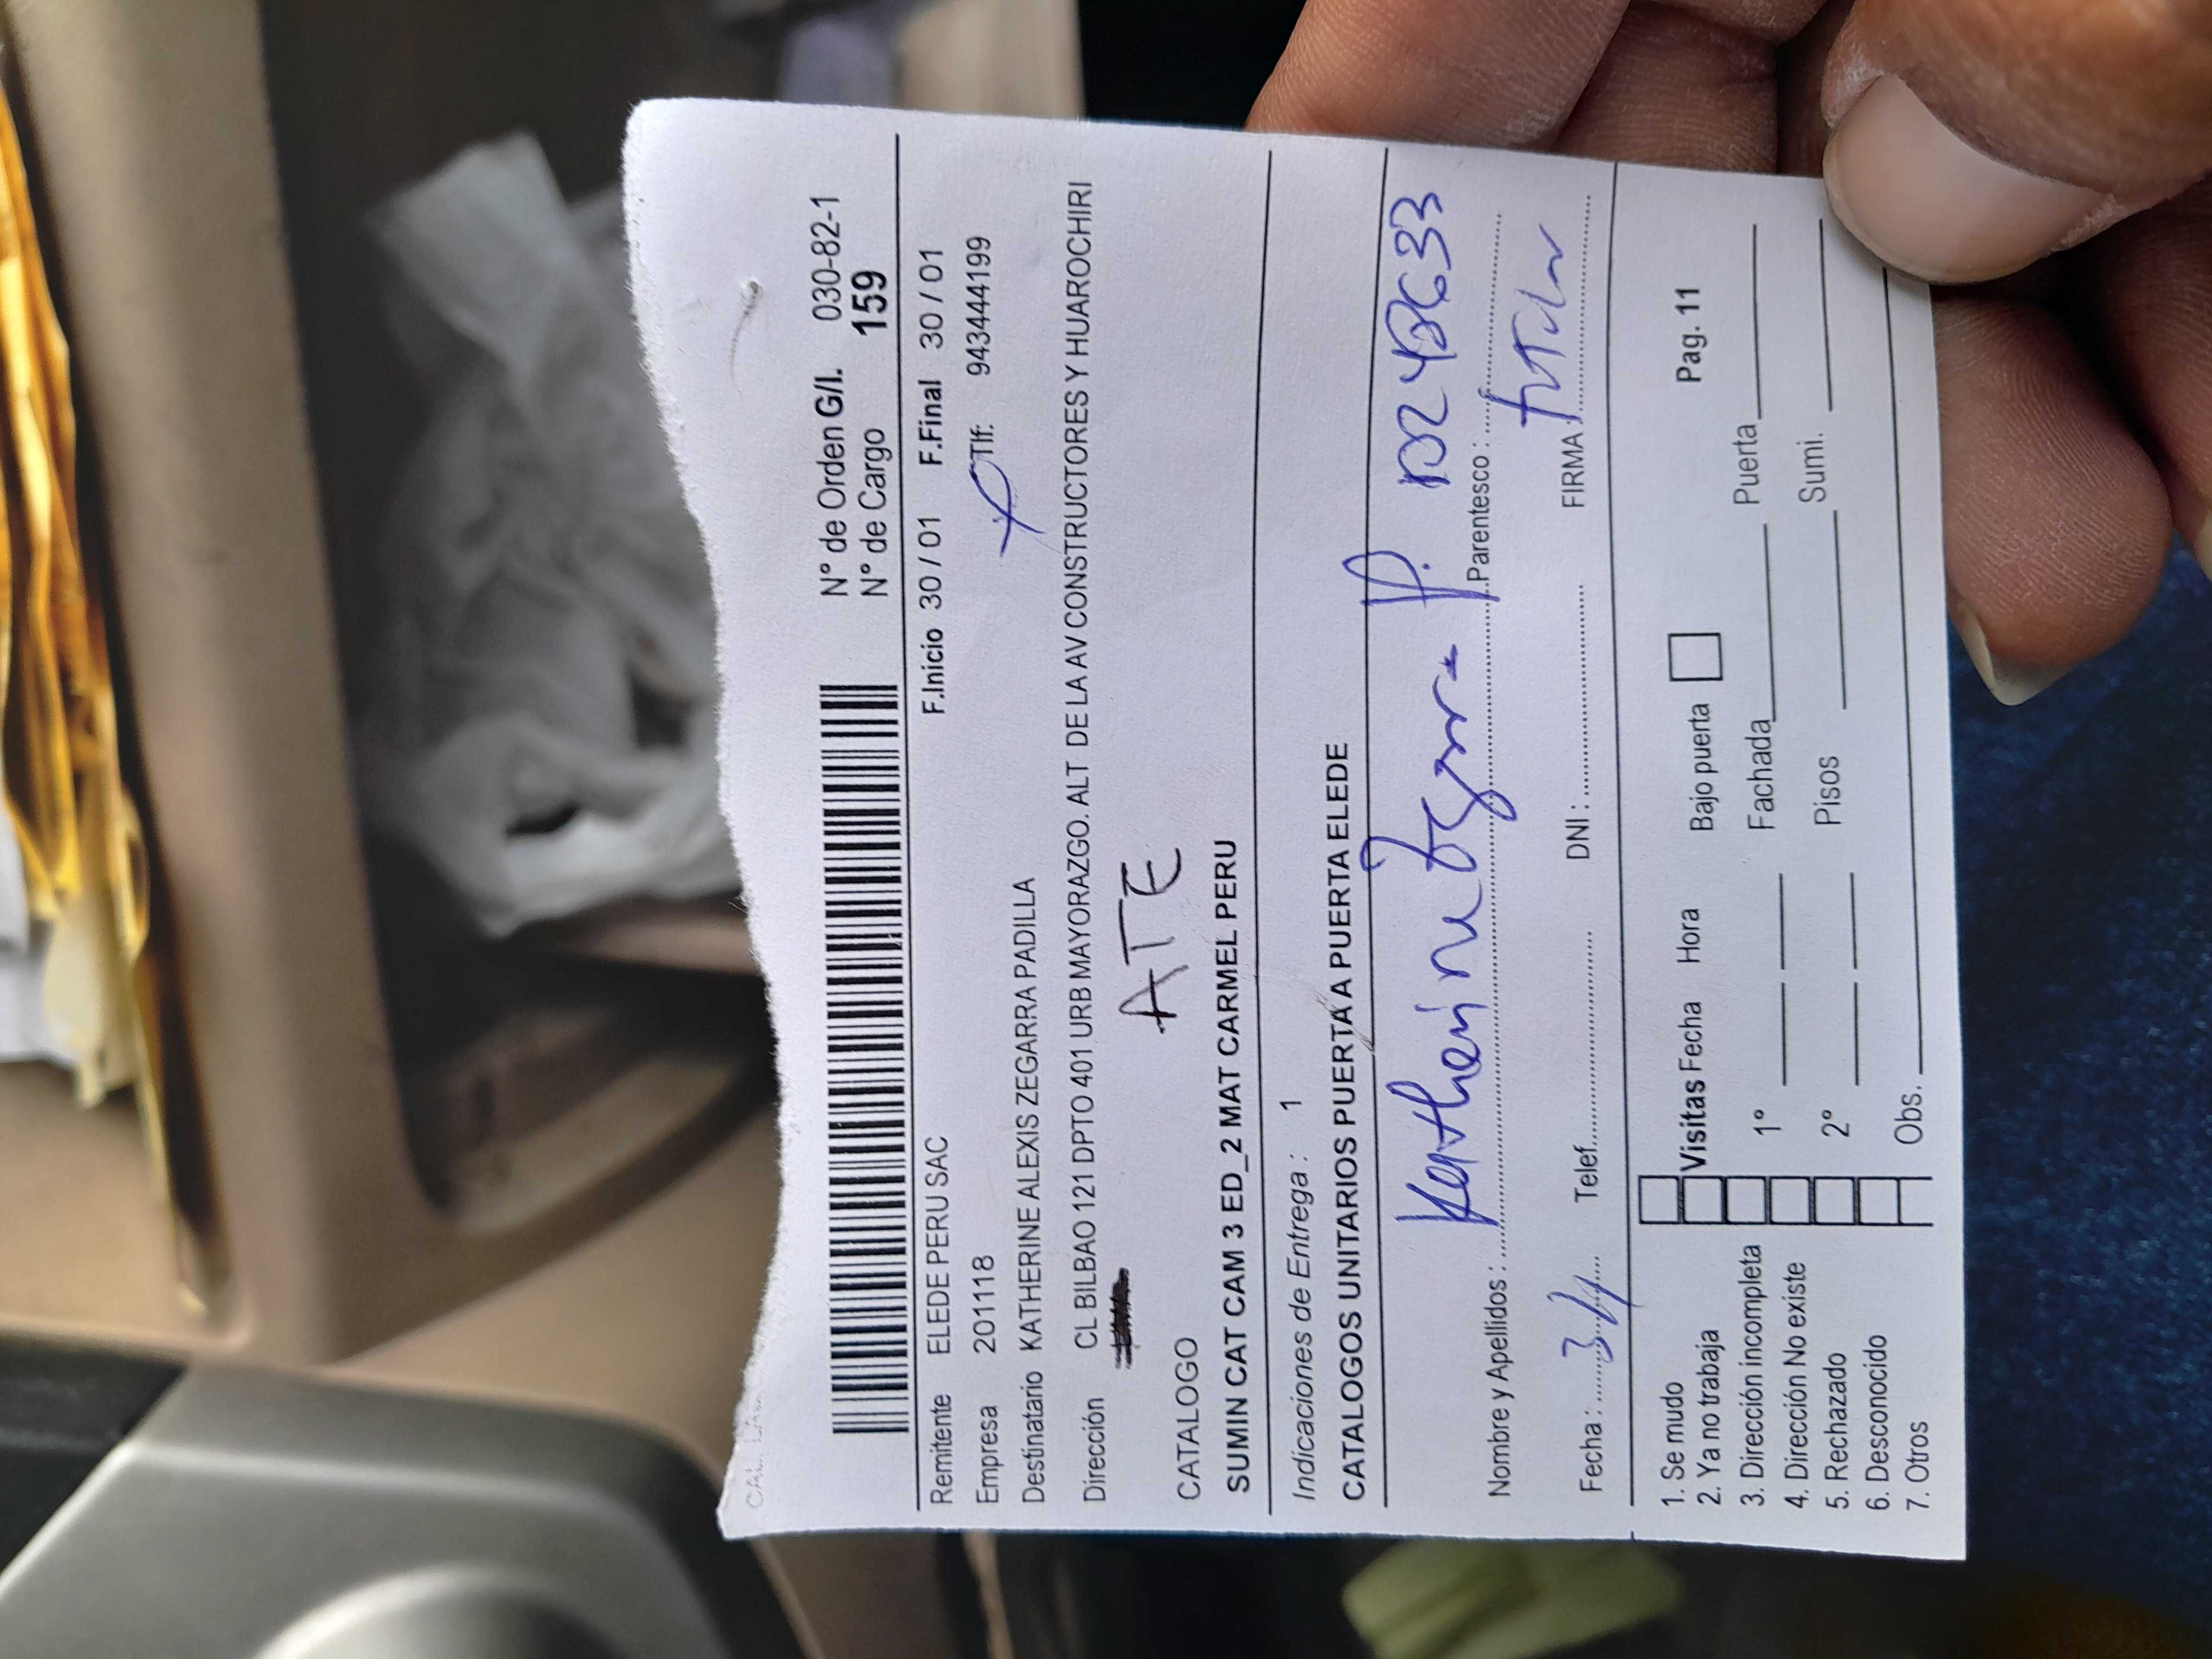 N° de Orden G/I. 030-82-1
N° de Cargo 159
F.Inicio 30 / 01 F.Final 30 / 01
Remitente ELEDE PERU SAC
Empresa 201118 Tlf: 943444199
Destinatario KATHERINE ALEXIS ZEGARRA PADILLA
Dirección CL BILBAO 121 DPTO 401 URB MAYORAZGO. ALT DE LA AV CONSTRUCTORES Y HUAROCHIRI
ATE
CATALOGO
SUMIN CAT CAM 3 ED_2 MAT CARMEL PERU
Indicaciones de Entrega : 1
CATALOGOS UNITARIOS PUERTA A PUERTA ELEDE
Nombre y Apellidos : Katherine Zegarra P. Parentesco :
Titular
Fecha : Telef. DNI : FIRMA :
1. Se mudo Visitas Fecha Hora Bajo puerta Pag. 11
2. Ya no trabaja
3. Dirección incompleta 1° Fachada Puerta
4. Dirección No existe
5. Rechazado 2° Pisos Sumi.
6. Desconocido
7. Otros Obs.